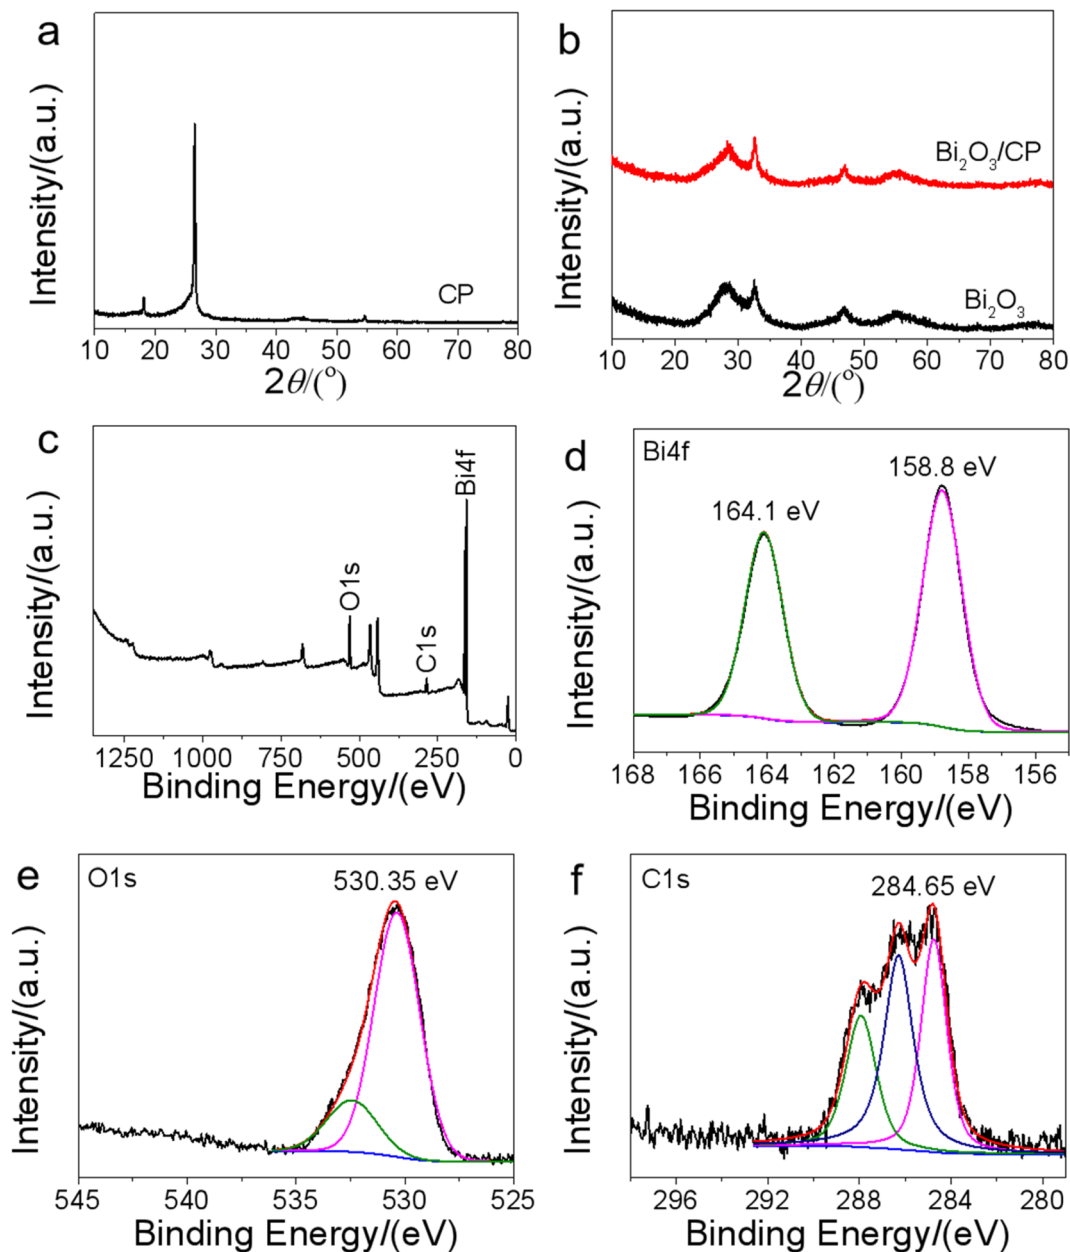 a
Intensity/(a.u.)
CP
10 20 30 40 50 60 70 80
2θ/(°)
b
Intensity/(a.u.)
Bi₂O₃/CP
Bi₂O₃
10 20 30 40 50 60 70 80
2θ/(°)
c
Intensity/(a.u.)
O1s
C1s
Bi4f
1250 1000 750 500 250 0
Binding Energy/(eV)
d
Bi4f
158.8 eV
164.1 eV
Intensity/(a.u.)
168 166 164 162 160 158 156
Binding Energy/(eV)
e
O1s
530.35 eV
Intensity/(a.u.)
545 540 535 530 525
Binding Energy/(eV)
f
C1s
284.65 eV
Intensity/(a.u.)
296 292 288 284 280
Binding Energy/(eV)